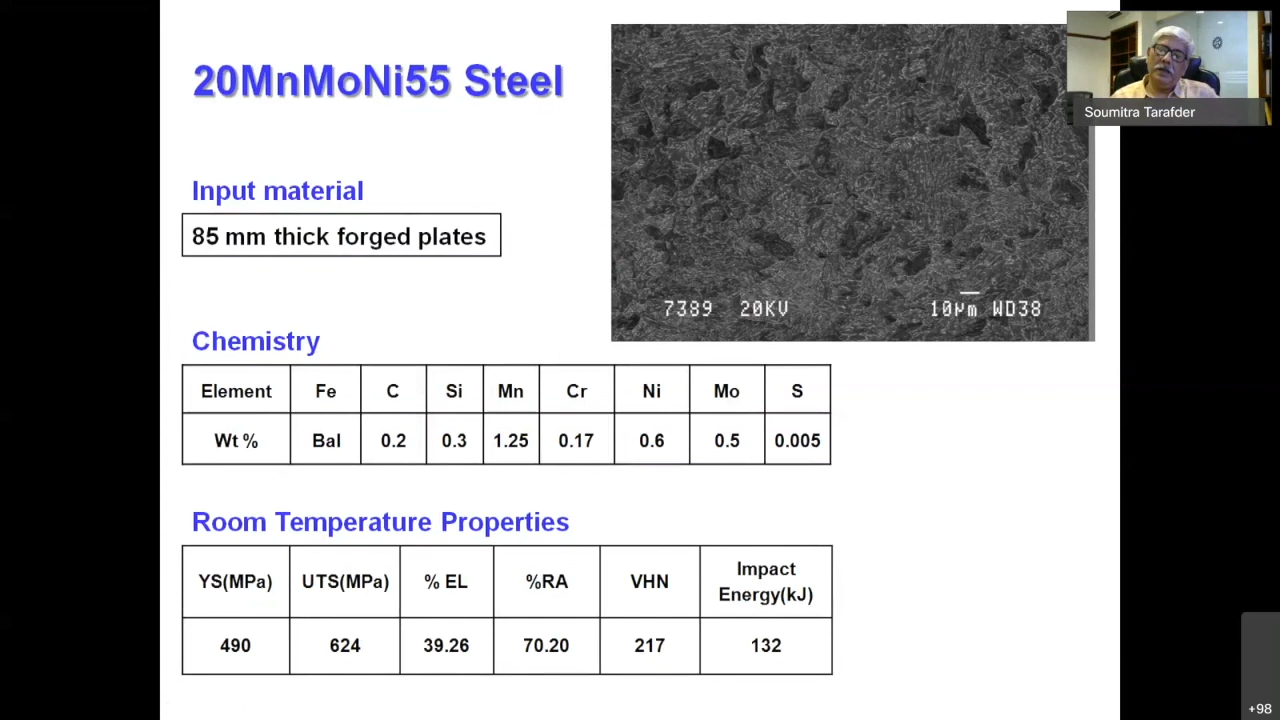 20MnMoNi55 Steel
Soumitra Tarafder
Input material
85 mm thick forged plates
7389 20KV 10µm WD38
Chemistry
Element Fe C Si Mn Cr Ni Mo S
Wt % Bal 0.2 0.3 1.25 0.17 0.6 0.5 0.005
Room Temperature Properties
YS(MPa) UTS(MPa) % EL %RA VHN Impact Energy(kJ)
490 624 39.26 70.20 217 132
+98